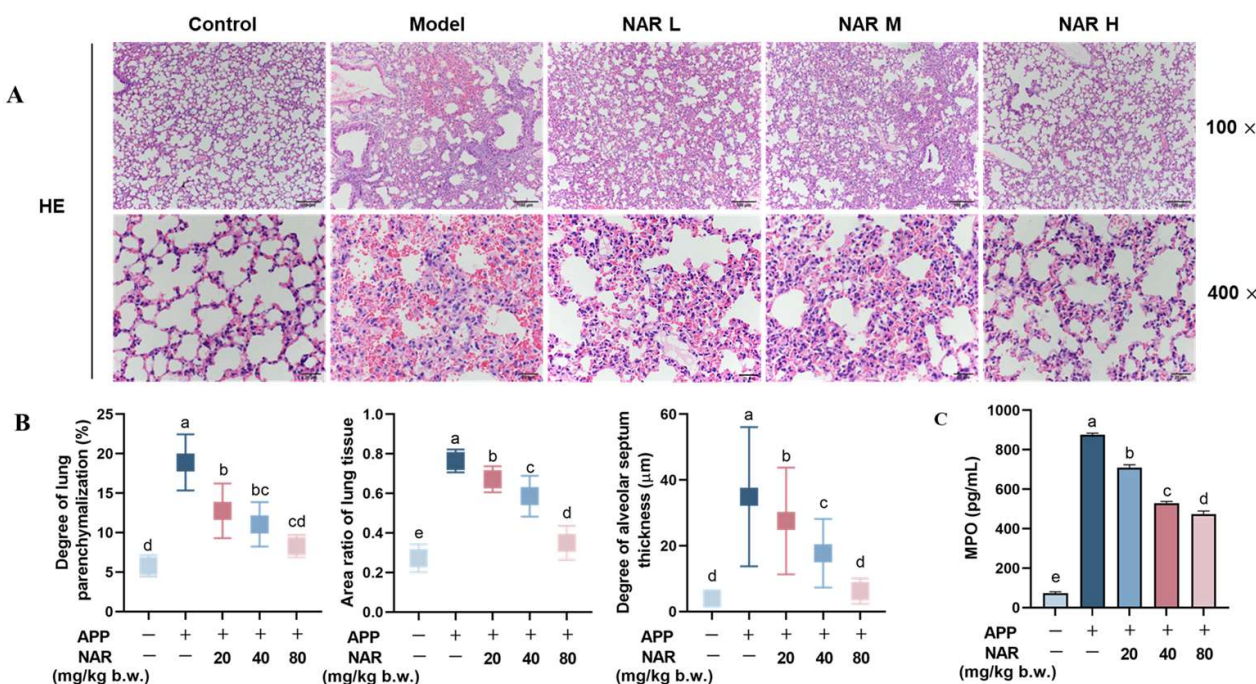 Control Model NAR L NAR M NAR H
A
HE
100 ×
400 ×
B
Degree of lung
parenchymalization (%)
25
20
15
10
5
0
d a b bc cd
APP − + + + +
NAR − − 20 40 80
(mg/kg b.w.)
Area ratio of lung tissue
1.0
0.8
0.6
0.4
0.2
0.0
e a b c d
APP − + + + +
NAR − − 20 40 80
(mg/kg b.w.)
Degree of alveolar septum
thickness (μm)
60
40
20
0
d a b c d
APP − + + + +
NAR − − 20 40 80
(mg/kg b.w.)
C
MPO (pg/mL)
1000
800
600
400
200
0
e a b c d
APP − + + + +
NAR − − 20 40 80
(mg/kg b.w.)